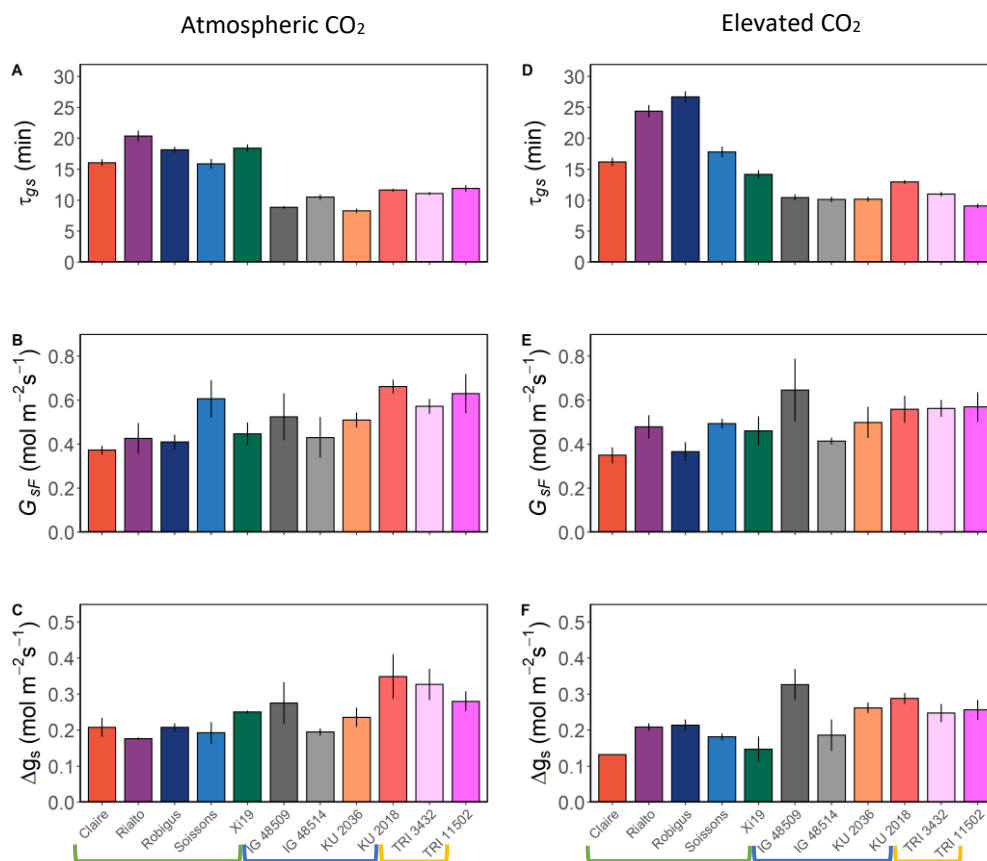 Atmospheric CO₂
Elevated CO₂
A
30
25
20
15
10
5
0
τgs (min)
D
30
25
20
15
10
5
0
τgs (min)
B
0.8
0.6
0.4
0.2
0.0
GsF (mol m⁻²s⁻¹)
E
0.8
0.6
0.4
0.2
0.0
GsF (mol m⁻²s⁻¹)
C
0.5
0.4
0.3
0.2
0.1
0.0
Δgs (mol m⁻²s⁻¹)
Claire
Rialto
Robigus
Soissons
Xi19
IG 48509
IG 48514
KU 2036
KU 2018
TRI 3432
TRI 11502
F
0.5
0.4
0.3
0.2
0.1
0.0
Δgs (mol m⁻²s⁻¹)
Claire
Rialto
Robigus
Soissons
Xi19
IG 48509
IG 48514
KU 2036
KU 2018
TRI 3432
TRI 11502